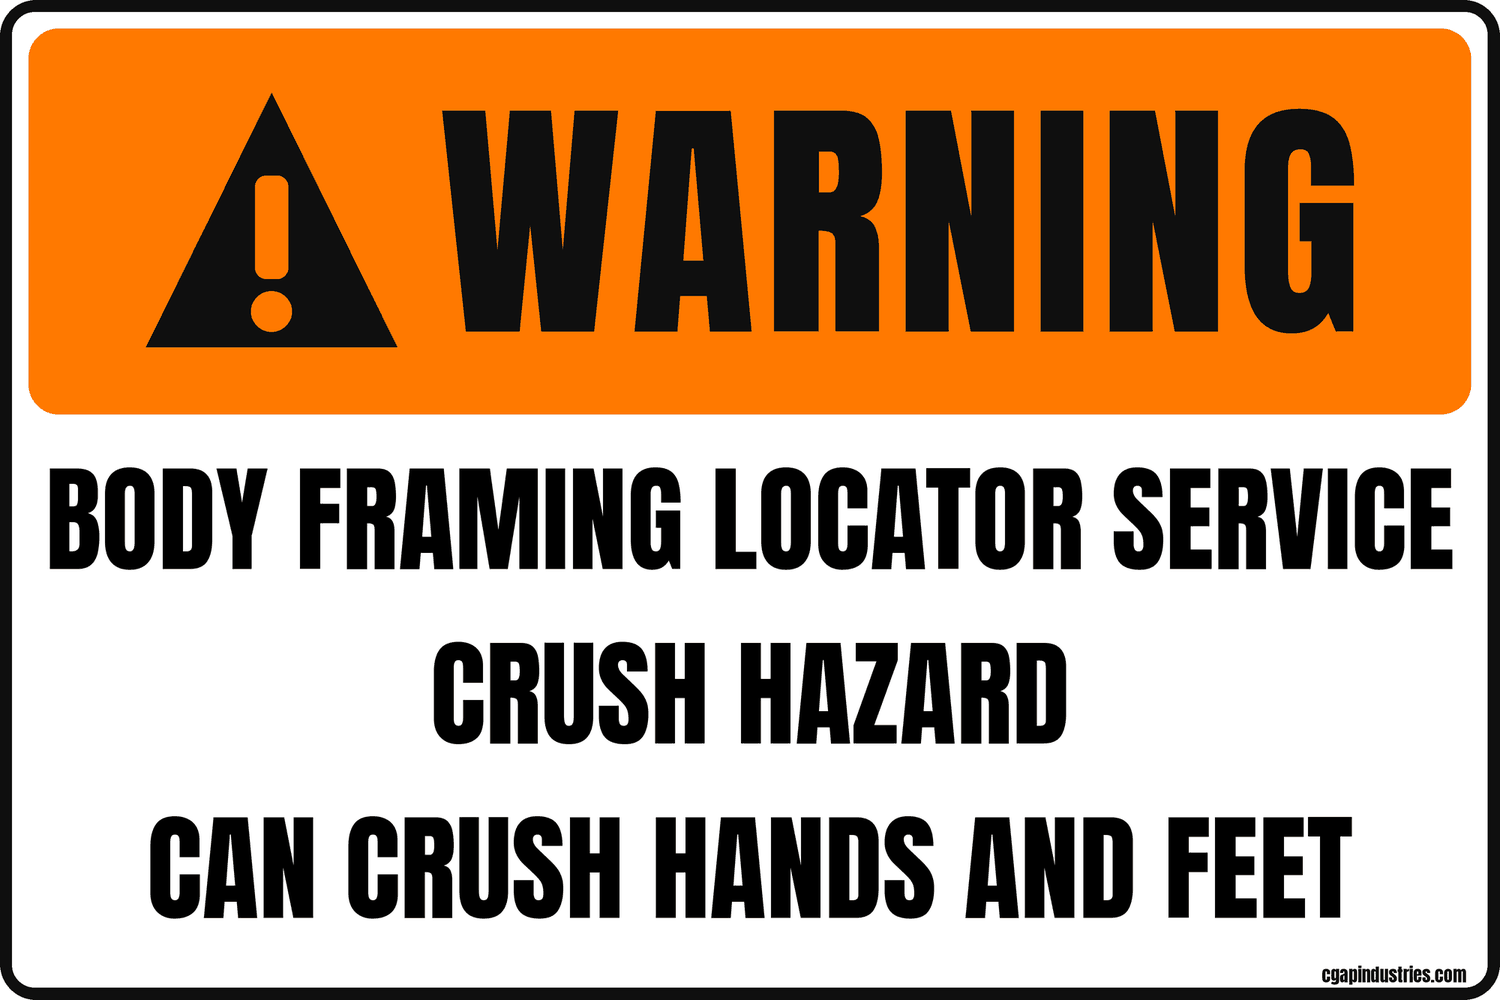 WARNING
BODY FRAMING LOCATOR SERVICE
CRUSH HAZARD
CAN CRUSH HANDS AND FEET
cgapindustries.com